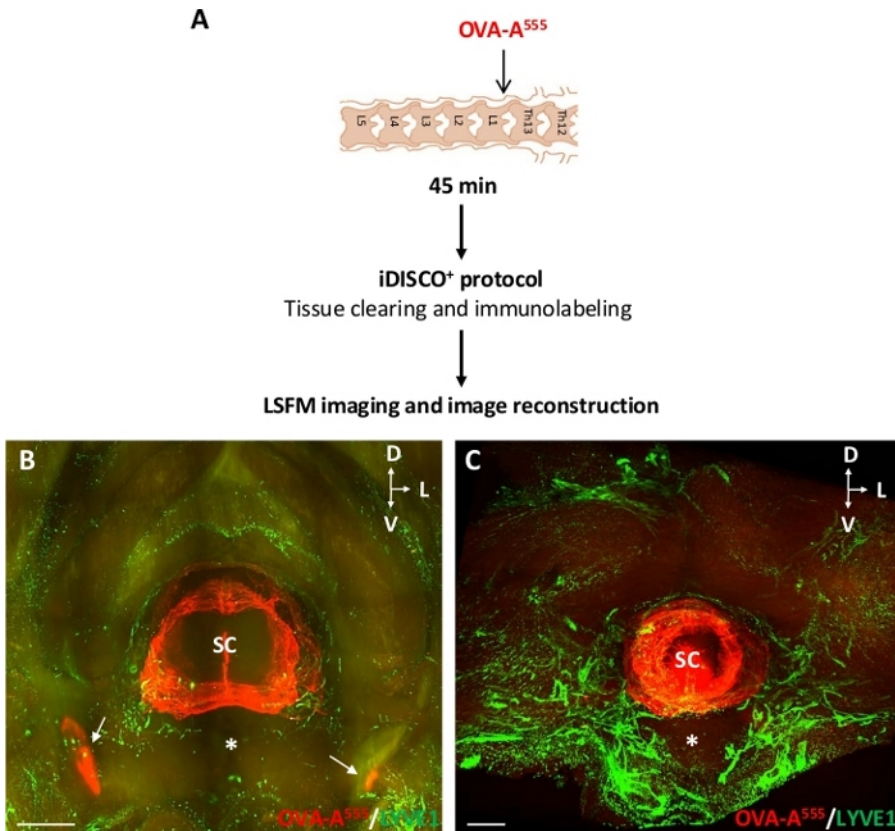 A
OVA-A⁵⁵⁵
L5 L4 L3 L2 L1 Th13 Th12
45 min
iDISCO⁺ protocol
Tissue clearing and immunolabeling
LSFM imaging and image reconstruction
B
D
L
V
SC
*
OVA-A⁵⁵⁵/LYVE1
C
D
L
V
SC
*
OVA-A⁵⁵⁵/LYVE1